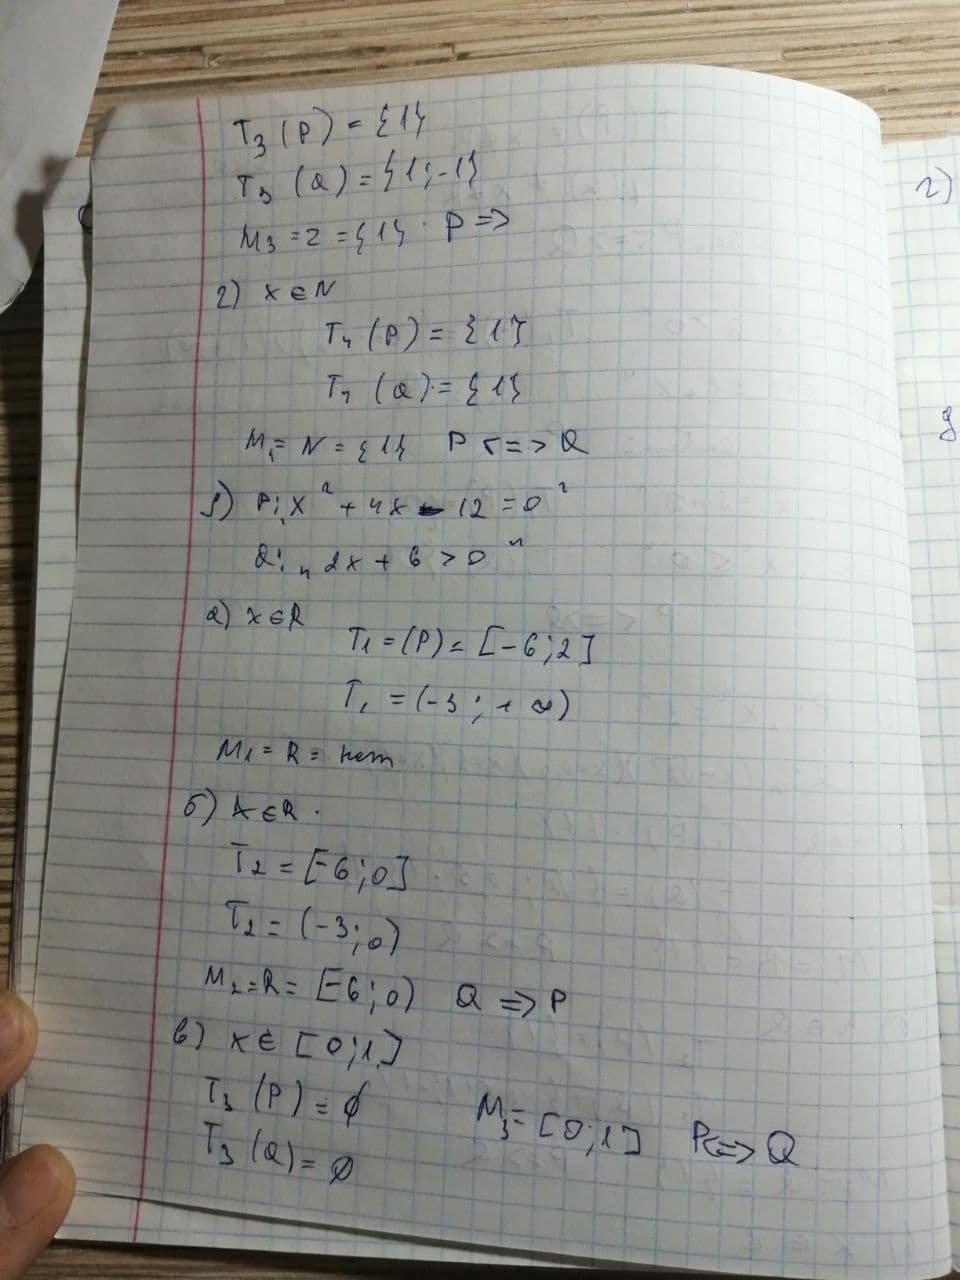 T3 (P) = {1}
T3 (Q) = {1;-1}
M3 = Z = {1} P =>
г) x ∈ N
T4 (P) = {1}
T4 (Q) = {1}
M4 = N = {1} P <=> Q
P: x² + 4x - 12 = 0"
Q: „ 2x + 6 > 0"
а) x ∈ R
T1 = (P) = [-6;2]
T1 = (-3; +∞)
M1 = R = нет
б) x ∈ R.
T2 = [-6;0]
T2 = (-3;0)
M2 = R = [-6;0) Q => P
в) x ∈ [0;1]
T3 (P) = ∅
T3 (Q) = ∅
M3 = [0;1] P <=> Q
г)